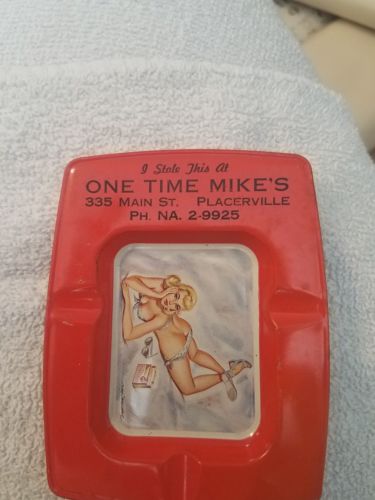 I Stole This At
ONE TIME MIKE'S
335 MAIN ST. PLACERVILLE
PH. NA. 2-9925